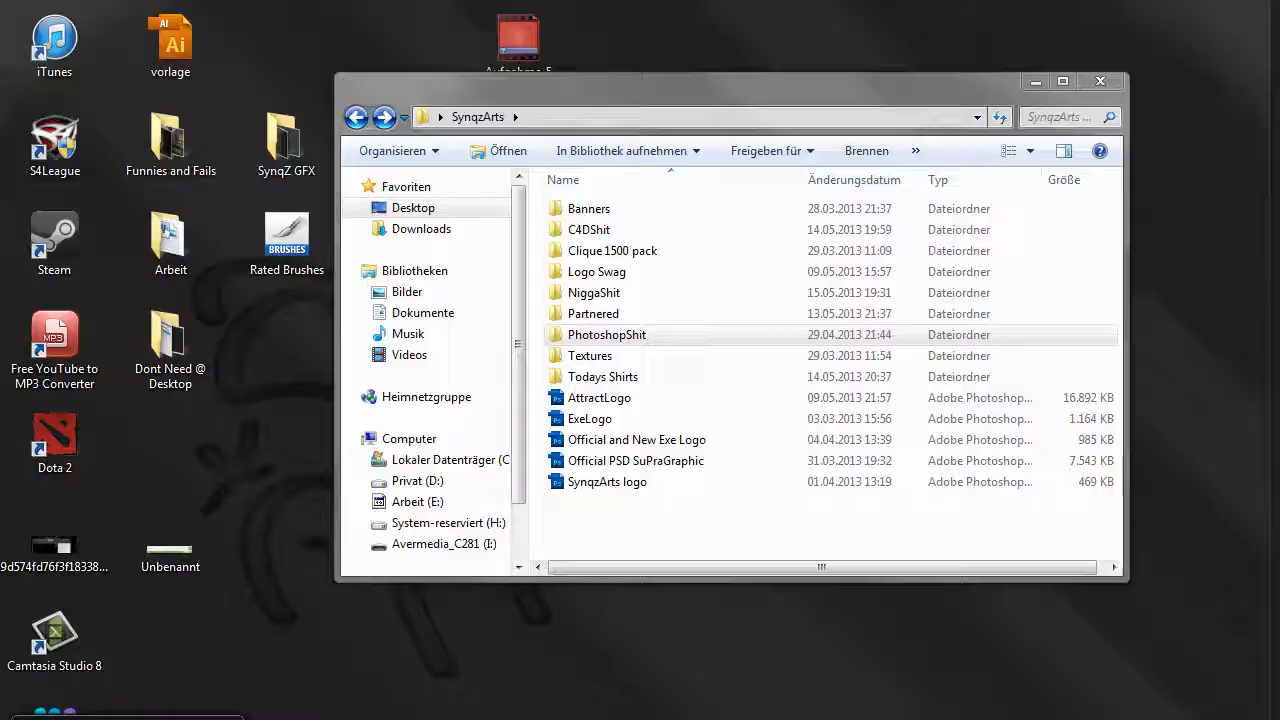 iTunes
vorlage
S4League
Funnies and Fails
SynqZ GFX
Steam
Arbeit
BRUSHES
Rated Brushes
Free YouTube to
MP3 Converter
Dont Need @
Desktop
Dota 2
9d574fd76f3f18338...
Unbenannt
Camtasia Studio 8
Ai
AI
MP3
Aufnahme 5
SynqzArts
SynqzArts ...
Organisieren
Öffnen
In Bibliothek aufnehmen
Freigeben für
Brennen
»
Favoriten
Desktop
Downloads
Bibliotheken
Bilder
Dokumente
Musik
Videos
Heimnetzgruppe
Computer
Lokaler Datenträger (C
Privat (D:)
Arbeit (E:)
System-reserviert (H:)
Avermedia_C281 (I:)
Name Änderungsdatum Typ Größe
Banners 28.03.2013 21:37 Dateiordner
C4DShit 14.05.2013 19:59 Dateiordner
Clique 1500 pack 29.03.2013 11:09 Dateiordner
Logo Swag 09.05.2013 15:57 Dateiordner
NiggaShit 15.05.2013 19:31 Dateiordner
Partnered 13.05.2013 21:37 Dateiordner
PhotoshopShit 29.04.2013 21:44 Dateiordner
Textures 29.03.2013 11:54 Dateiordner
Todays Shirts 14.05.2013 20:37 Dateiordner
AttractLogo 09.05.2013 21:57 Adobe Photoshop... 16.892 KB
ExeLogo 03.03.2013 15:56 Adobe Photoshop... 1.164 KB
Official and New Exe Logo 04.04.2013 13:39 Adobe Photoshop... 985 KB
Official PSD SuPraGraphic 31.03.2013 19:32 Adobe Photoshop... 7.543 KB
SynqzArts logo 01.04.2013 13:19 Adobe Photoshop... 469 KB